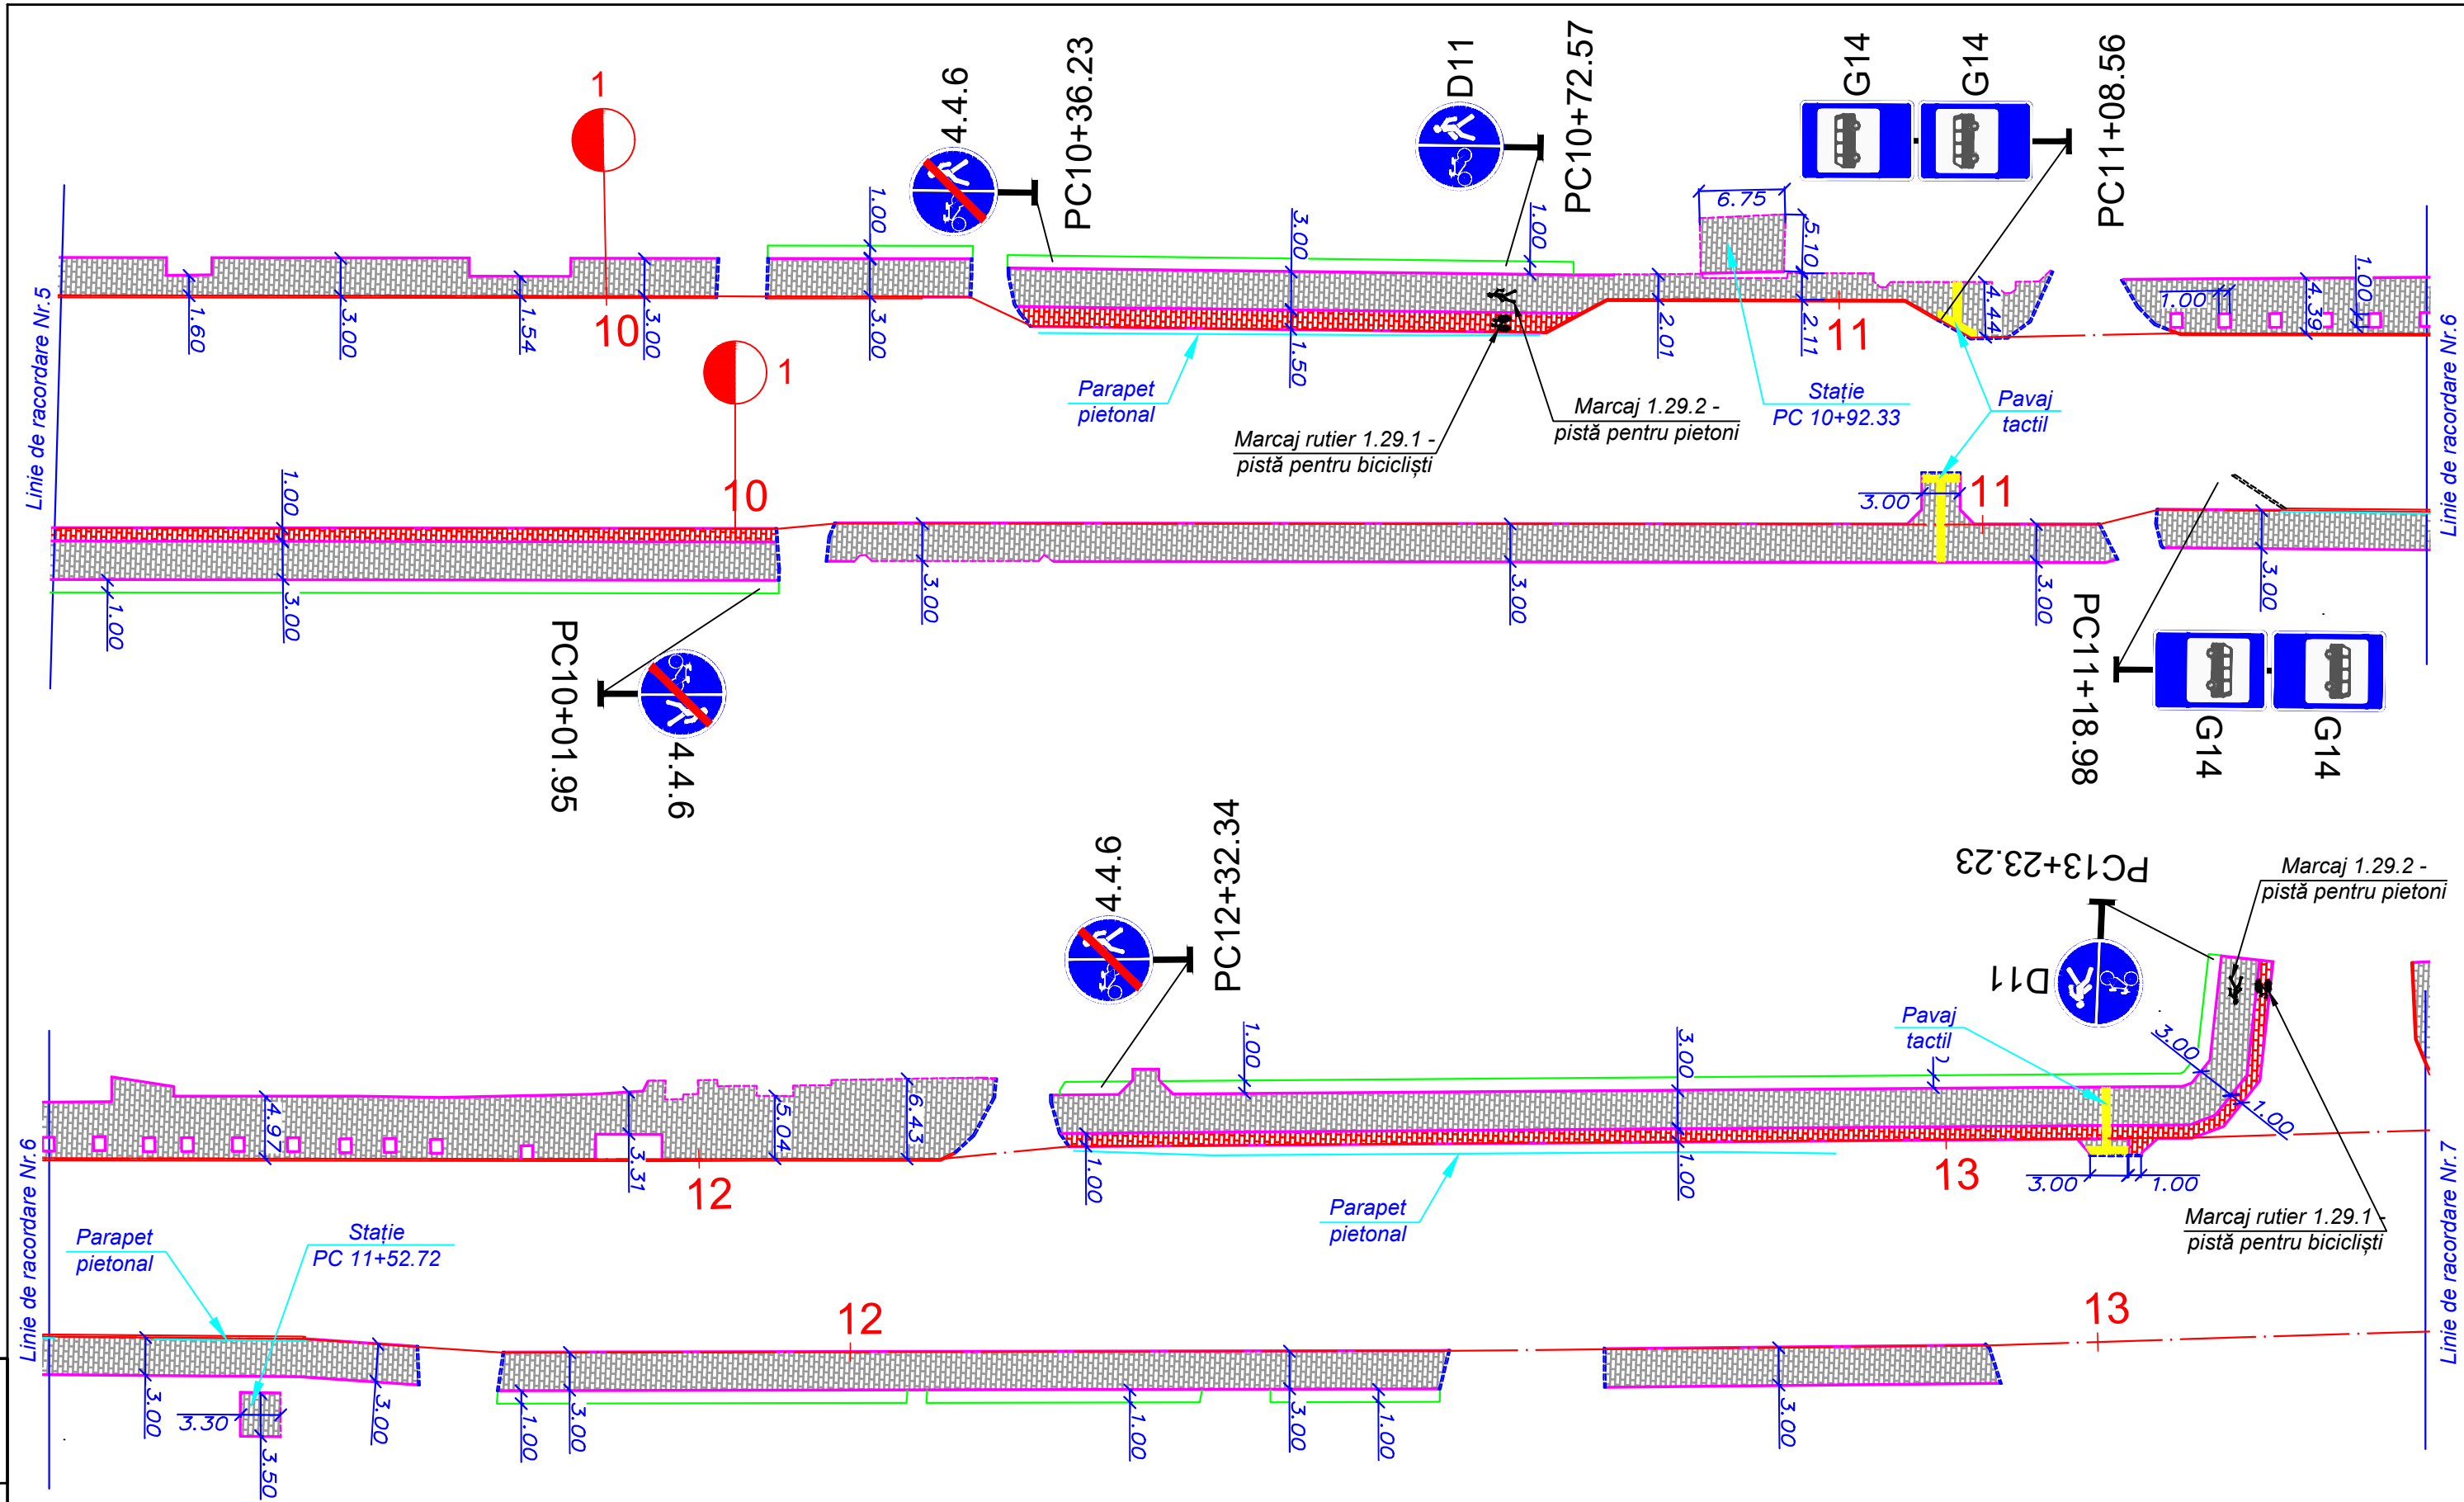 1
4.4.6
PC10+36.23
D11
PC10+72.57
G14
G14
PC11+08.56
Linie de racordare Nr.5
1.60
3.00
1.54
10
3.00
1.00
3.00
3.00
1.50
1.00
6.75
5.10
2.01
2.11
11
4.44
1.00
4.39
1.00
Linie de racordare Nr.6
1
Parapet
pietonal
Marcaj rutier 1.29.1 -
pistă pentru bicicliști
Marcaj 1.29.2 -
pistă pentru pietoni
Stație
PC 10+92.33
Pavaj
tactil
1.00
10
3.00
11
1.00
3.00
3.00
3.00
3.00
3.00
PC10+01.95
4.4.6
PC11+18.98
G14
G14
4.4.6
PC12+32.34
PC13+23.23
D11
Marcaj 1.29.2 -
pistă pentru pietoni
Linie de racordare Nr.6
4.97
3.31
12
5.04
6.43
1.00
1.00
3.00
1.00
Pavaj
tactil
13
3.00
1.00
3.00
1.00
Marcaj rutier 1.29.1 -
pistă pentru bicicliști
Linie de racordare Nr.7
Parapet
pietonal
Stație
PC 11+52.72
Parapet
pietonal
12
13
3.00
3.30
3.50
3.00
1.00
3.00
1.00
3.00
1.00
3.00